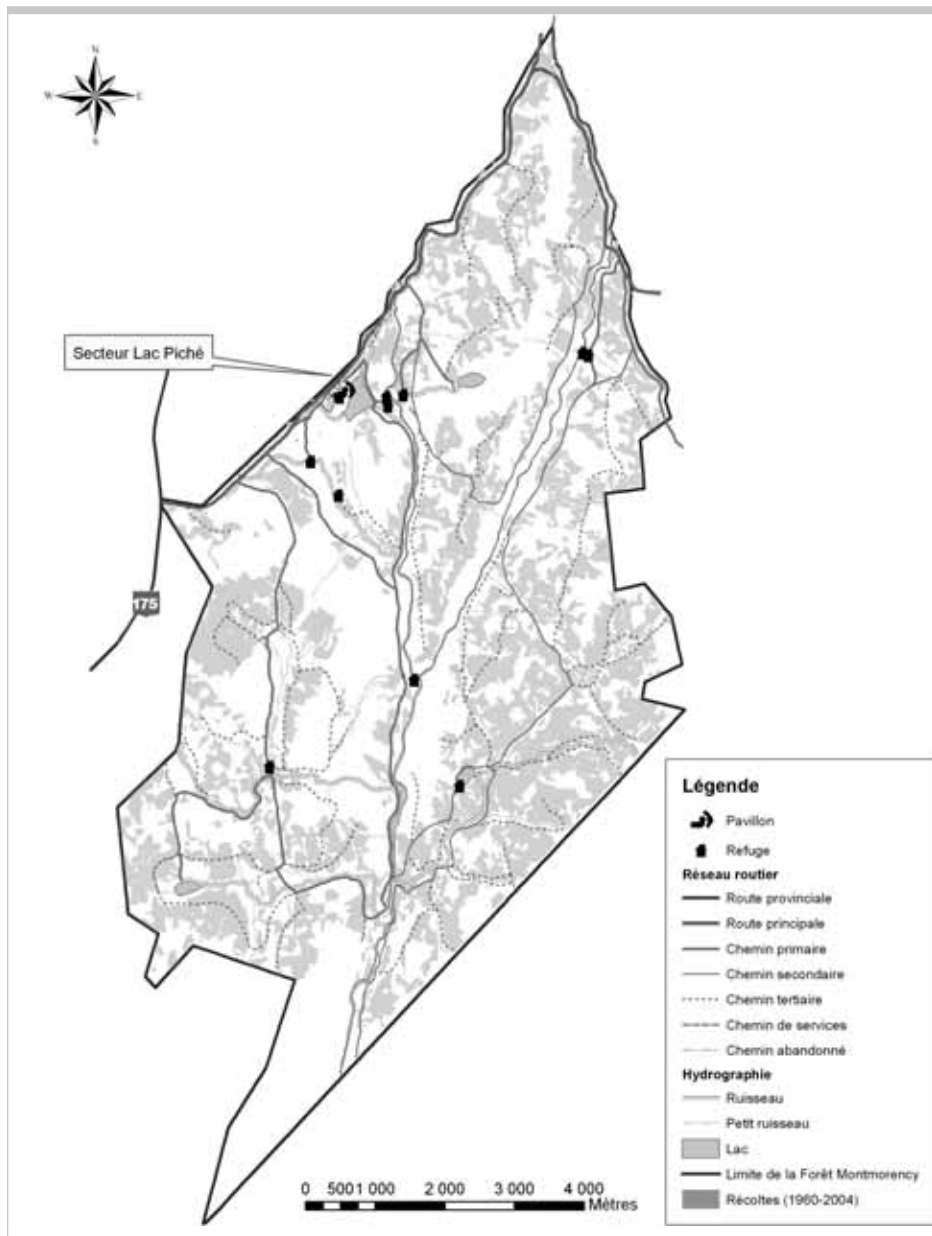 N
W
E
S
Secteur Lac Piché
175
Légende
Pavillon
Refuge
Réseau routier
Route provinciale
Route principale
Chemin primaire
Chemin secondaire
Chemin tertiaire
Chemin de services
Chemin abandonné
Hydrographie
Ruisseau
Petit ruisseau
Lac
Limite de la Forêt Montmorency
Récoltes (1960-2004)
0 500 1 000 2 000 3 000 4 000
Mètres